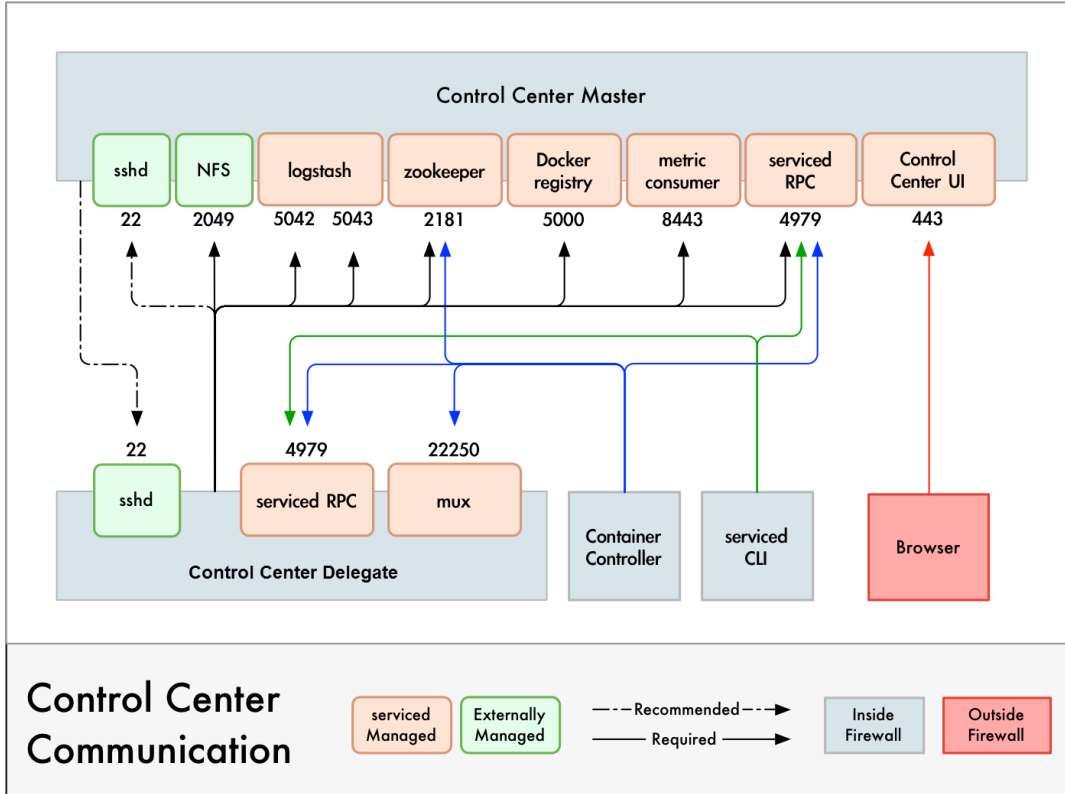 Control Center Master
sshd
NFS
logstash
zookeeper
Docker
registry
metric
consumer
serviced
RPC
Control
Center UI
22
2049
5042
5043
2181
5000
8443
4979
443
22
4979
22250
sshd
serviced RPC
mux
Control Center Delegate
Container
Controller
serviced
CLI
Browser
Control Center
Communication
serviced
Managed
Externally
Managed
Recommended
Required
Inside
Firewall
Outside
Firewall